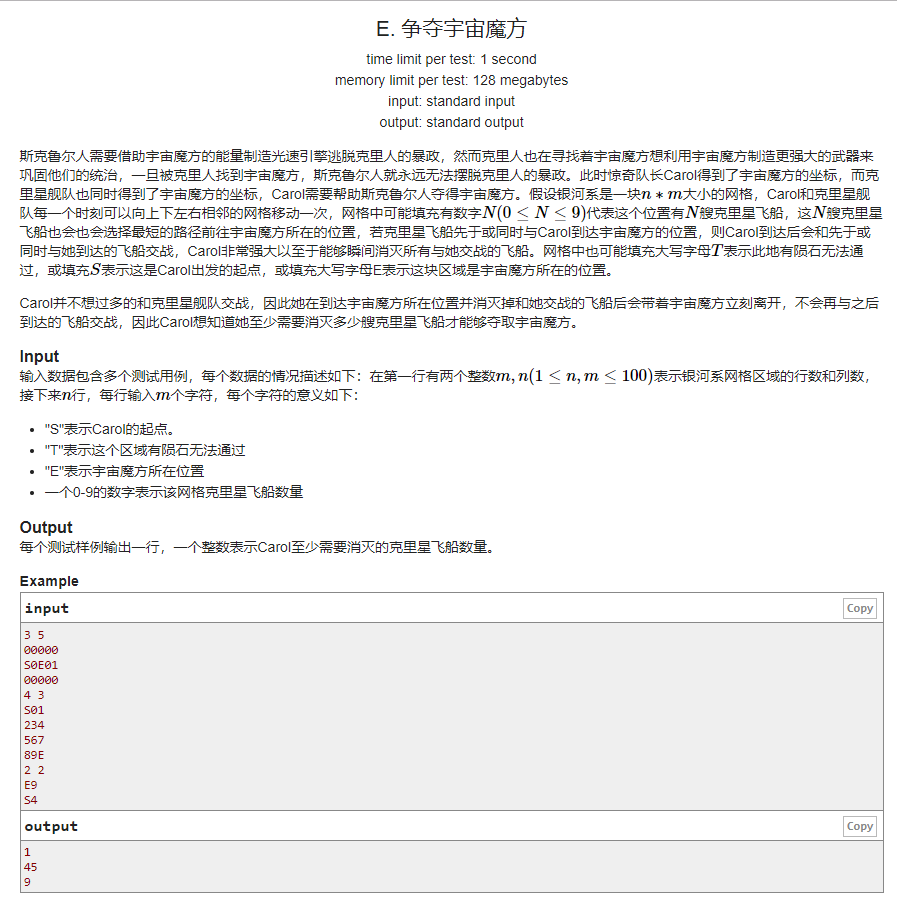 E. 争夺宇宙魔方
time limit per test: 1 second
memory limit per test: 128 megabytes
input: standard input
output: standard output
斯克鲁尔人需要借助宇宙魔方的能量制造光速引擎逃脱克里人的暴政，然而克里人也在寻找着宇宙魔方想利用宇宙魔方制造更强大的武器来
巩固他们的统治，一旦被克里人找到宇宙魔方，斯克鲁尔人就永远无法摆脱克里人的暴政。此时惊奇队长Carol得到了宇宙魔方的坐标，而克
里星舰队也同时得到了宇宙魔方的坐标，Carol需要帮助斯克鲁尔人夺得宇宙魔方。假设银河系是一块n∗m大小的网格，Carol和克里星舰
队每一个时刻可以向上下左右相邻的网格移动一次，网格中可能填充有数字N(0 ≤ N ≤ 9)代表这个位置有N艘克里星飞船，这N艘克里星
飞船也会也会选择最短的路径前往宇宙魔方所在的位置，若克里星飞船先于或同时与Carol到达宇宙魔方的位置，则Carol到达后会和先于或
同时与她到达的飞船交战，Carol非常强大以至于能够瞬间消灭所有与她交战的飞船。网格中也可能填充大写字母T表示此地有陨石无法通
过，或填充S表示这是Carol出发的起点，或填充大写字母E表示这块区域是宇宙魔方所在的位置。
Carol并不想过多的和克里星舰队交战，因此她在到达宇宙魔方所在位置并消灭掉和她交战的飞船后会带着宇宙魔方立刻离开，不会再与之后
到达的飞船交战，因此Carol想知道她至少需要消灭多少艘克里星飞船才能够夺取宇宙魔方。
Input
输入数据包含多个测试用例，每个数据的情况描述如下：在第一行有两个整数m, n(1 ≤ n, m ≤ 100)表示银河系网格区域的行数和列数，
接下来n行，每行输入m个字符，每个字符的意义如下：
• "S"表示Carol的起点。
• "T"表示这个区域有陨石无法通过
• "E"表示宇宙魔方所在位置
• 一个0-9的数字表示该网格克里星飞船数量
Output
每个测试样例输出一行，一个整数表示Carol至少需要消灭的克里星飞船数量。
Example
input Copy
3 5
00000
S0E01
00000
4 3
S01
234
567
89E
2 2
E9
S4
output Copy
1
45
9